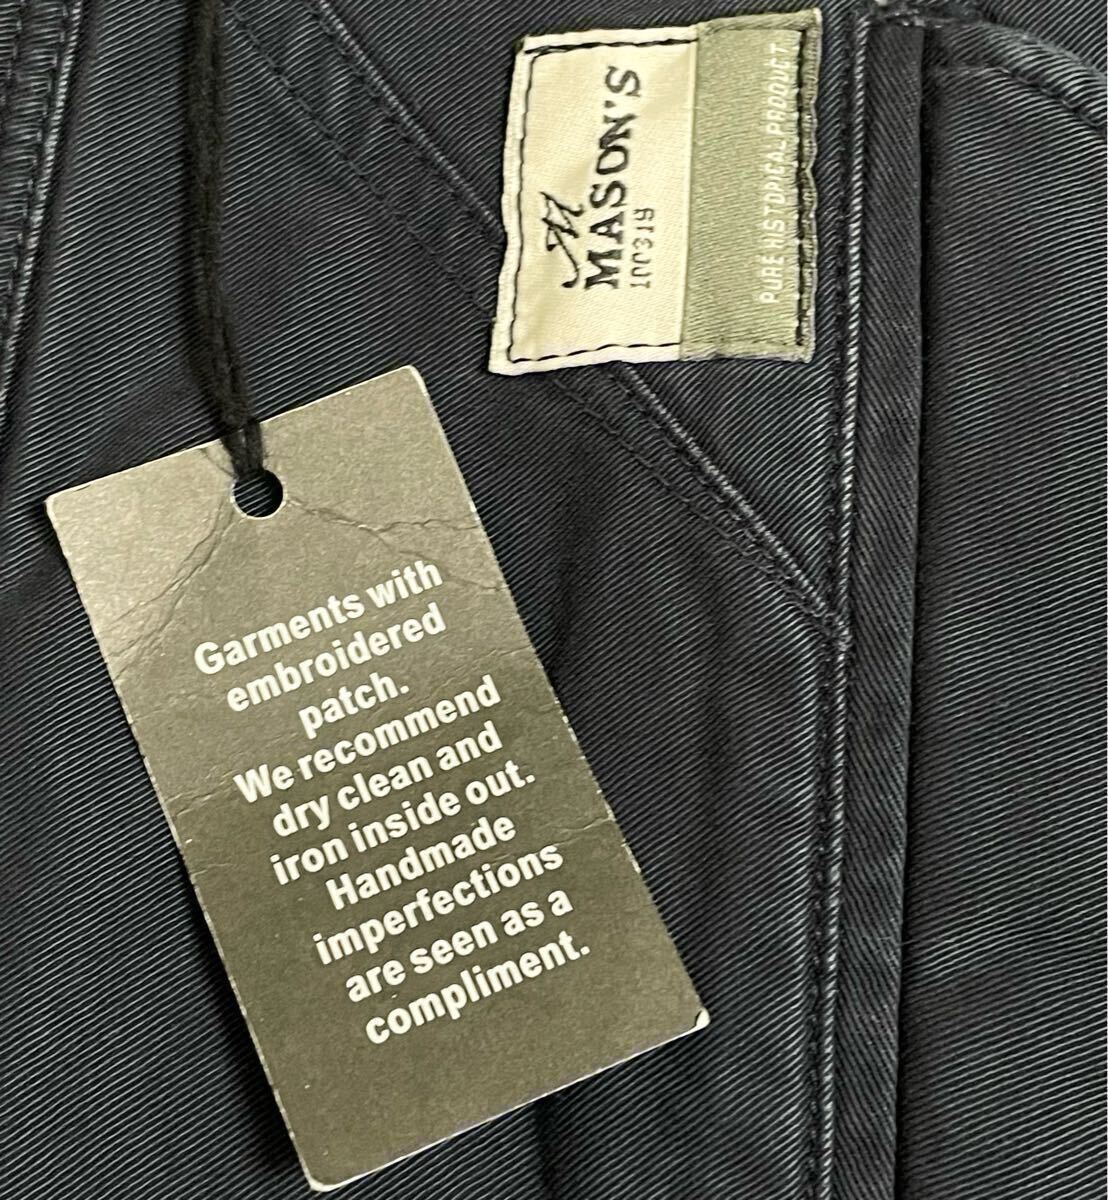 M
MASON'S
100319
PURE HISTORICAL PRODUCT
Garments with
embroidered
patch.
We recommend
dry clean and
iron inside out.
Handmade
imperfections
are seen as a
compliment.